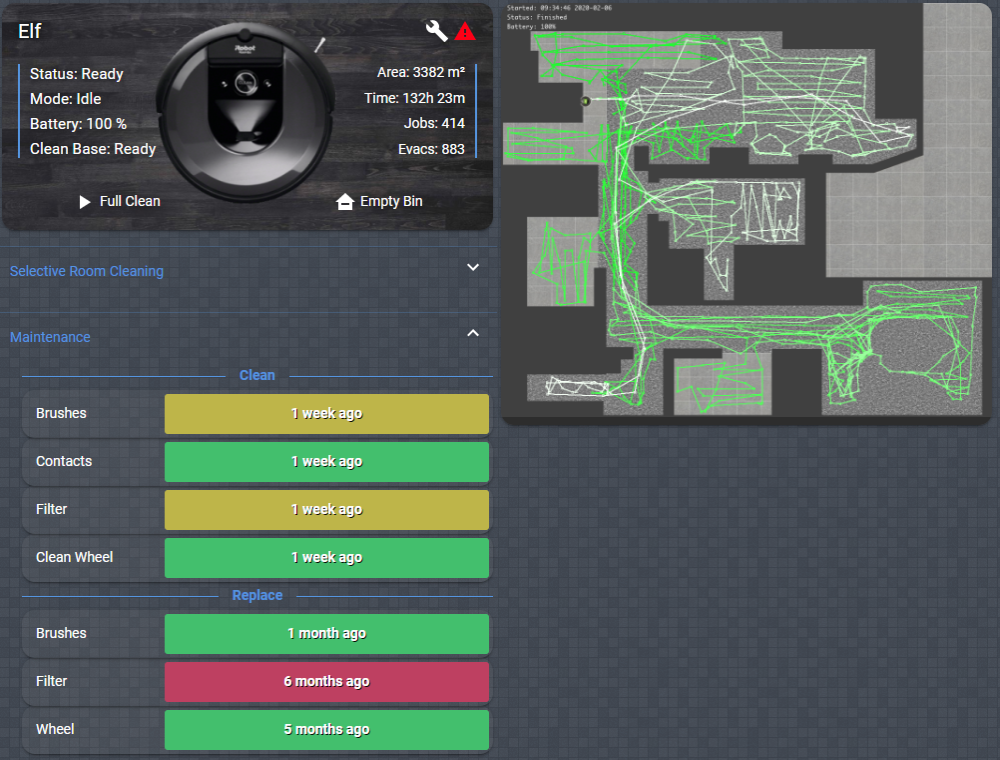 Elf
Status: Ready
Mode: Idle
Battery: 100 %
Clean Base: Ready
Area: 3382 m²
Time: 132h 23m
Jobs: 414
Evacs: 883
iRobot
Full Clean
Empty Bin
Selective Room Cleaning
Maintenance
Clean
Brushes 1 week ago
Contacts 1 week ago
Filter 1 week ago
Clean Wheel 1 week ago
Replace
Brushes 1 month ago
Filter 6 months ago
Wheel 5 months ago
Started: 09:34:46 2020-02-06
Status: Finished
Battery: 100%